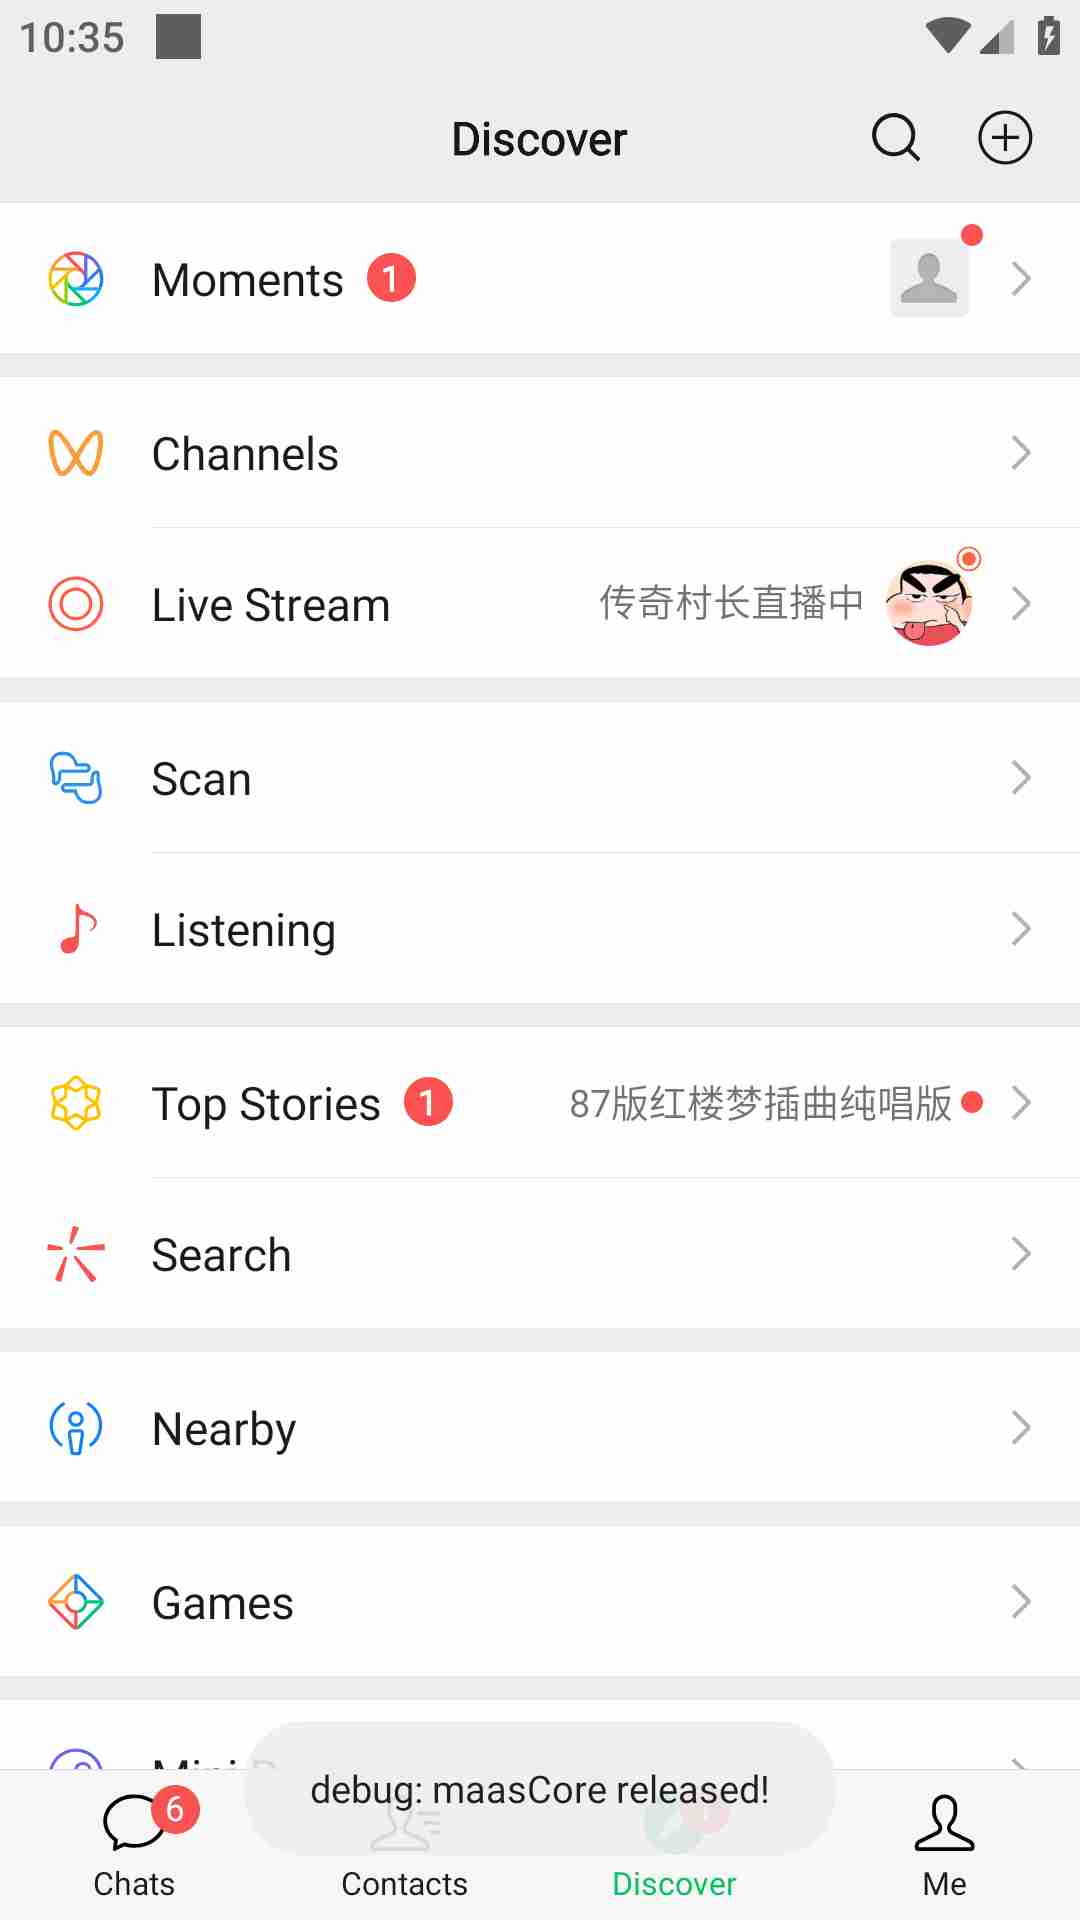 10:35
Discover
Moments 1
Channels
Live Stream 传奇村长直播中
Scan
Listening
Top Stories 1 87版红楼梦插曲纯唱版
Search
Nearby
Games
Mini P
debug: maasCore released!
6
1
Chats Contacts Discover Me